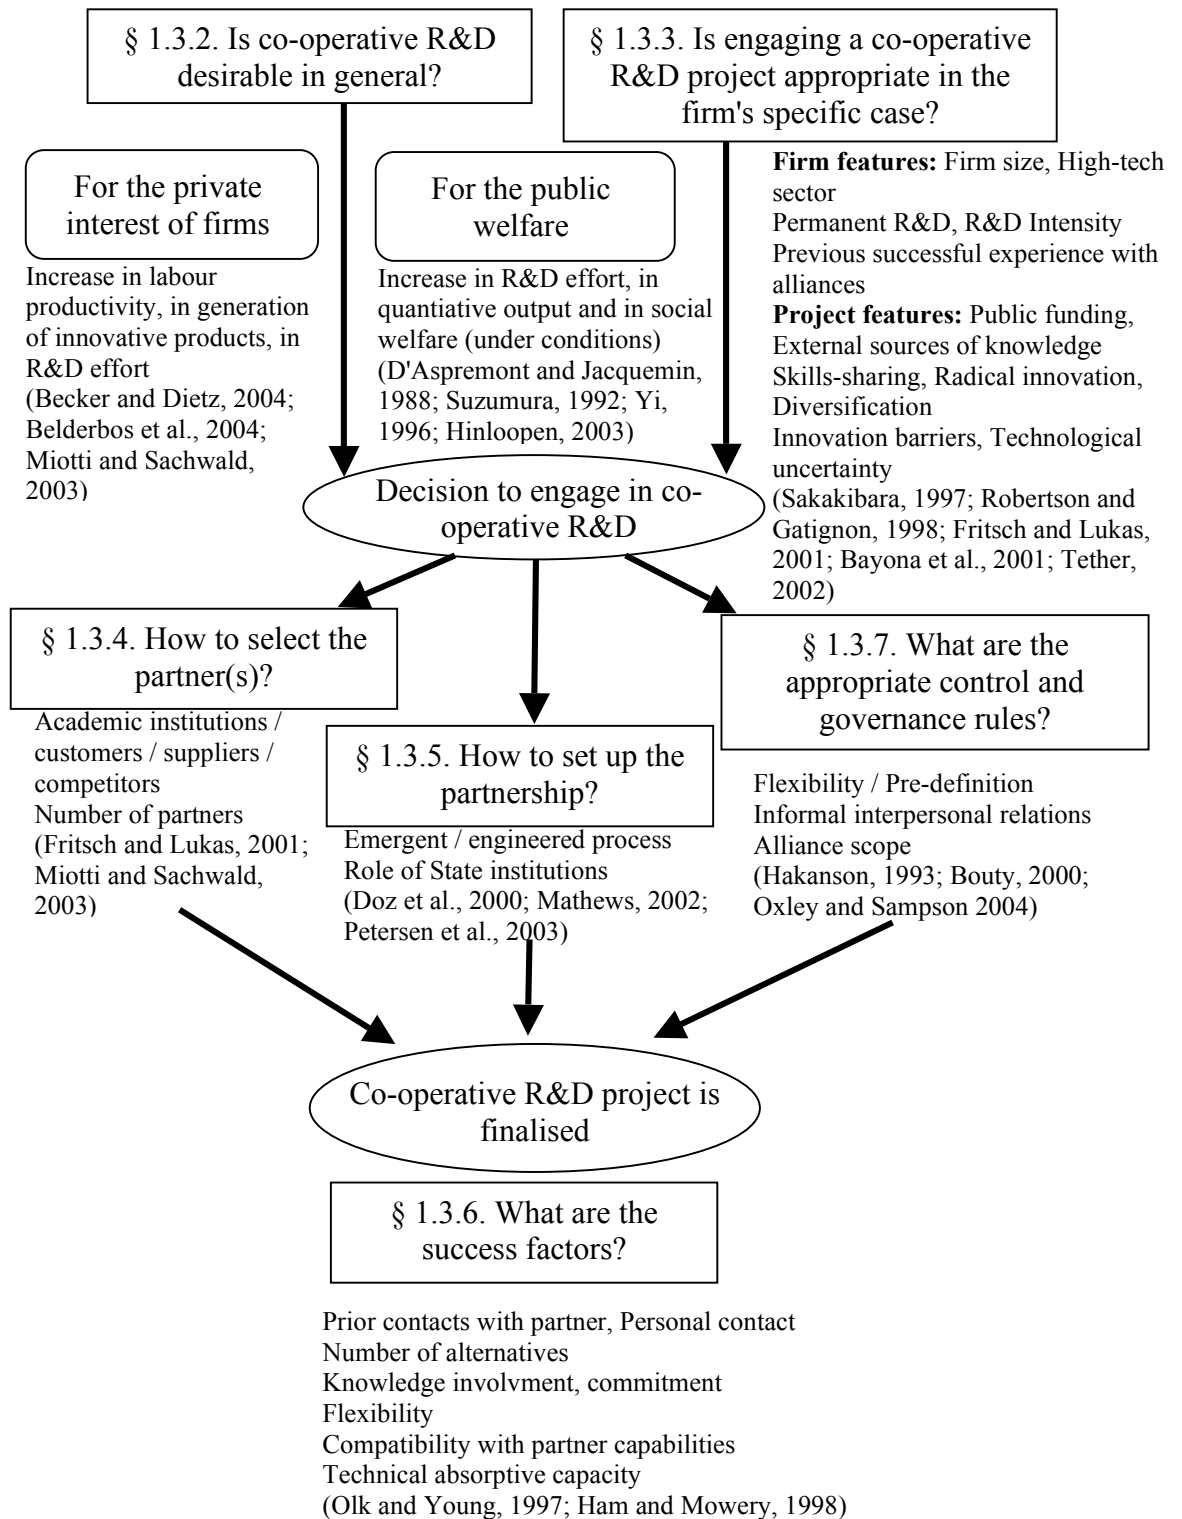 § 1.3.2. Is co-operative R&D
desirable in general?
§ 1.3.3. Is engaging a co-operative
R&D project appropriate in the
firm's specific case?
For the private
interest of firms
Increase in labour
productivity, in generation
of innovative products, in
R&D effort
(Becker and Dietz, 2004;
Belderbos et al., 2004;
Miotti and Sachwald,
2003)
For the public
welfare
Increase in R&D effort, in
quantiative output and in social
welfare (under conditions)
(D'Aspremont and Jacquemin,
1988; Suzumura, 1992; Yi,
1996; Hinloopen, 2003)
Firm features: Firm size, High-tech
sector
Permanent R&D, R&D Intensity
Previous successful experience with
alliances
Project features: Public funding,
External sources of knowledge
Skills-sharing, Radical innovation,
Diversification
Innovation barriers, Technological
uncertainty
(Sakakibara, 1997; Robertson and
Gatignon, 1998; Fritsch and Lukas,
2001; Bayona et al., 2001; Tether,
2002)
Decision to engage in co-
operative R&D
§ 1.3.4. How to select the
partner(s)?
Academic institutions /
customers / suppliers /
competitors
Number of partners
(Fritsch and Lukas, 2001;
Miotti and Sachwald,
2003)
§ 1.3.5. How to set up the
partnership?
Emergent / engineered process
Role of State institutions
(Doz et al., 2000; Mathews, 2002;
Petersen et al., 2003)
§ 1.3.7. What are the
appropriate control and
governance rules?
Flexibility / Pre-definition
Informal interpersonal relations
Alliance scope
(Hakanson, 1993; Bouty, 2000;
Oxley and Sampson 2004)
Co-operative R&D project is
finalised
§ 1.3.6. What are the
success factors?
Prior contacts with partner, Personal contact
Number of alternatives
Knowledge involvment, commitment
Flexibility
Compatibility with partner capabilities
Technical absorptive capacity
(Olk and Young, 1997; Ham and Mowery, 1998)